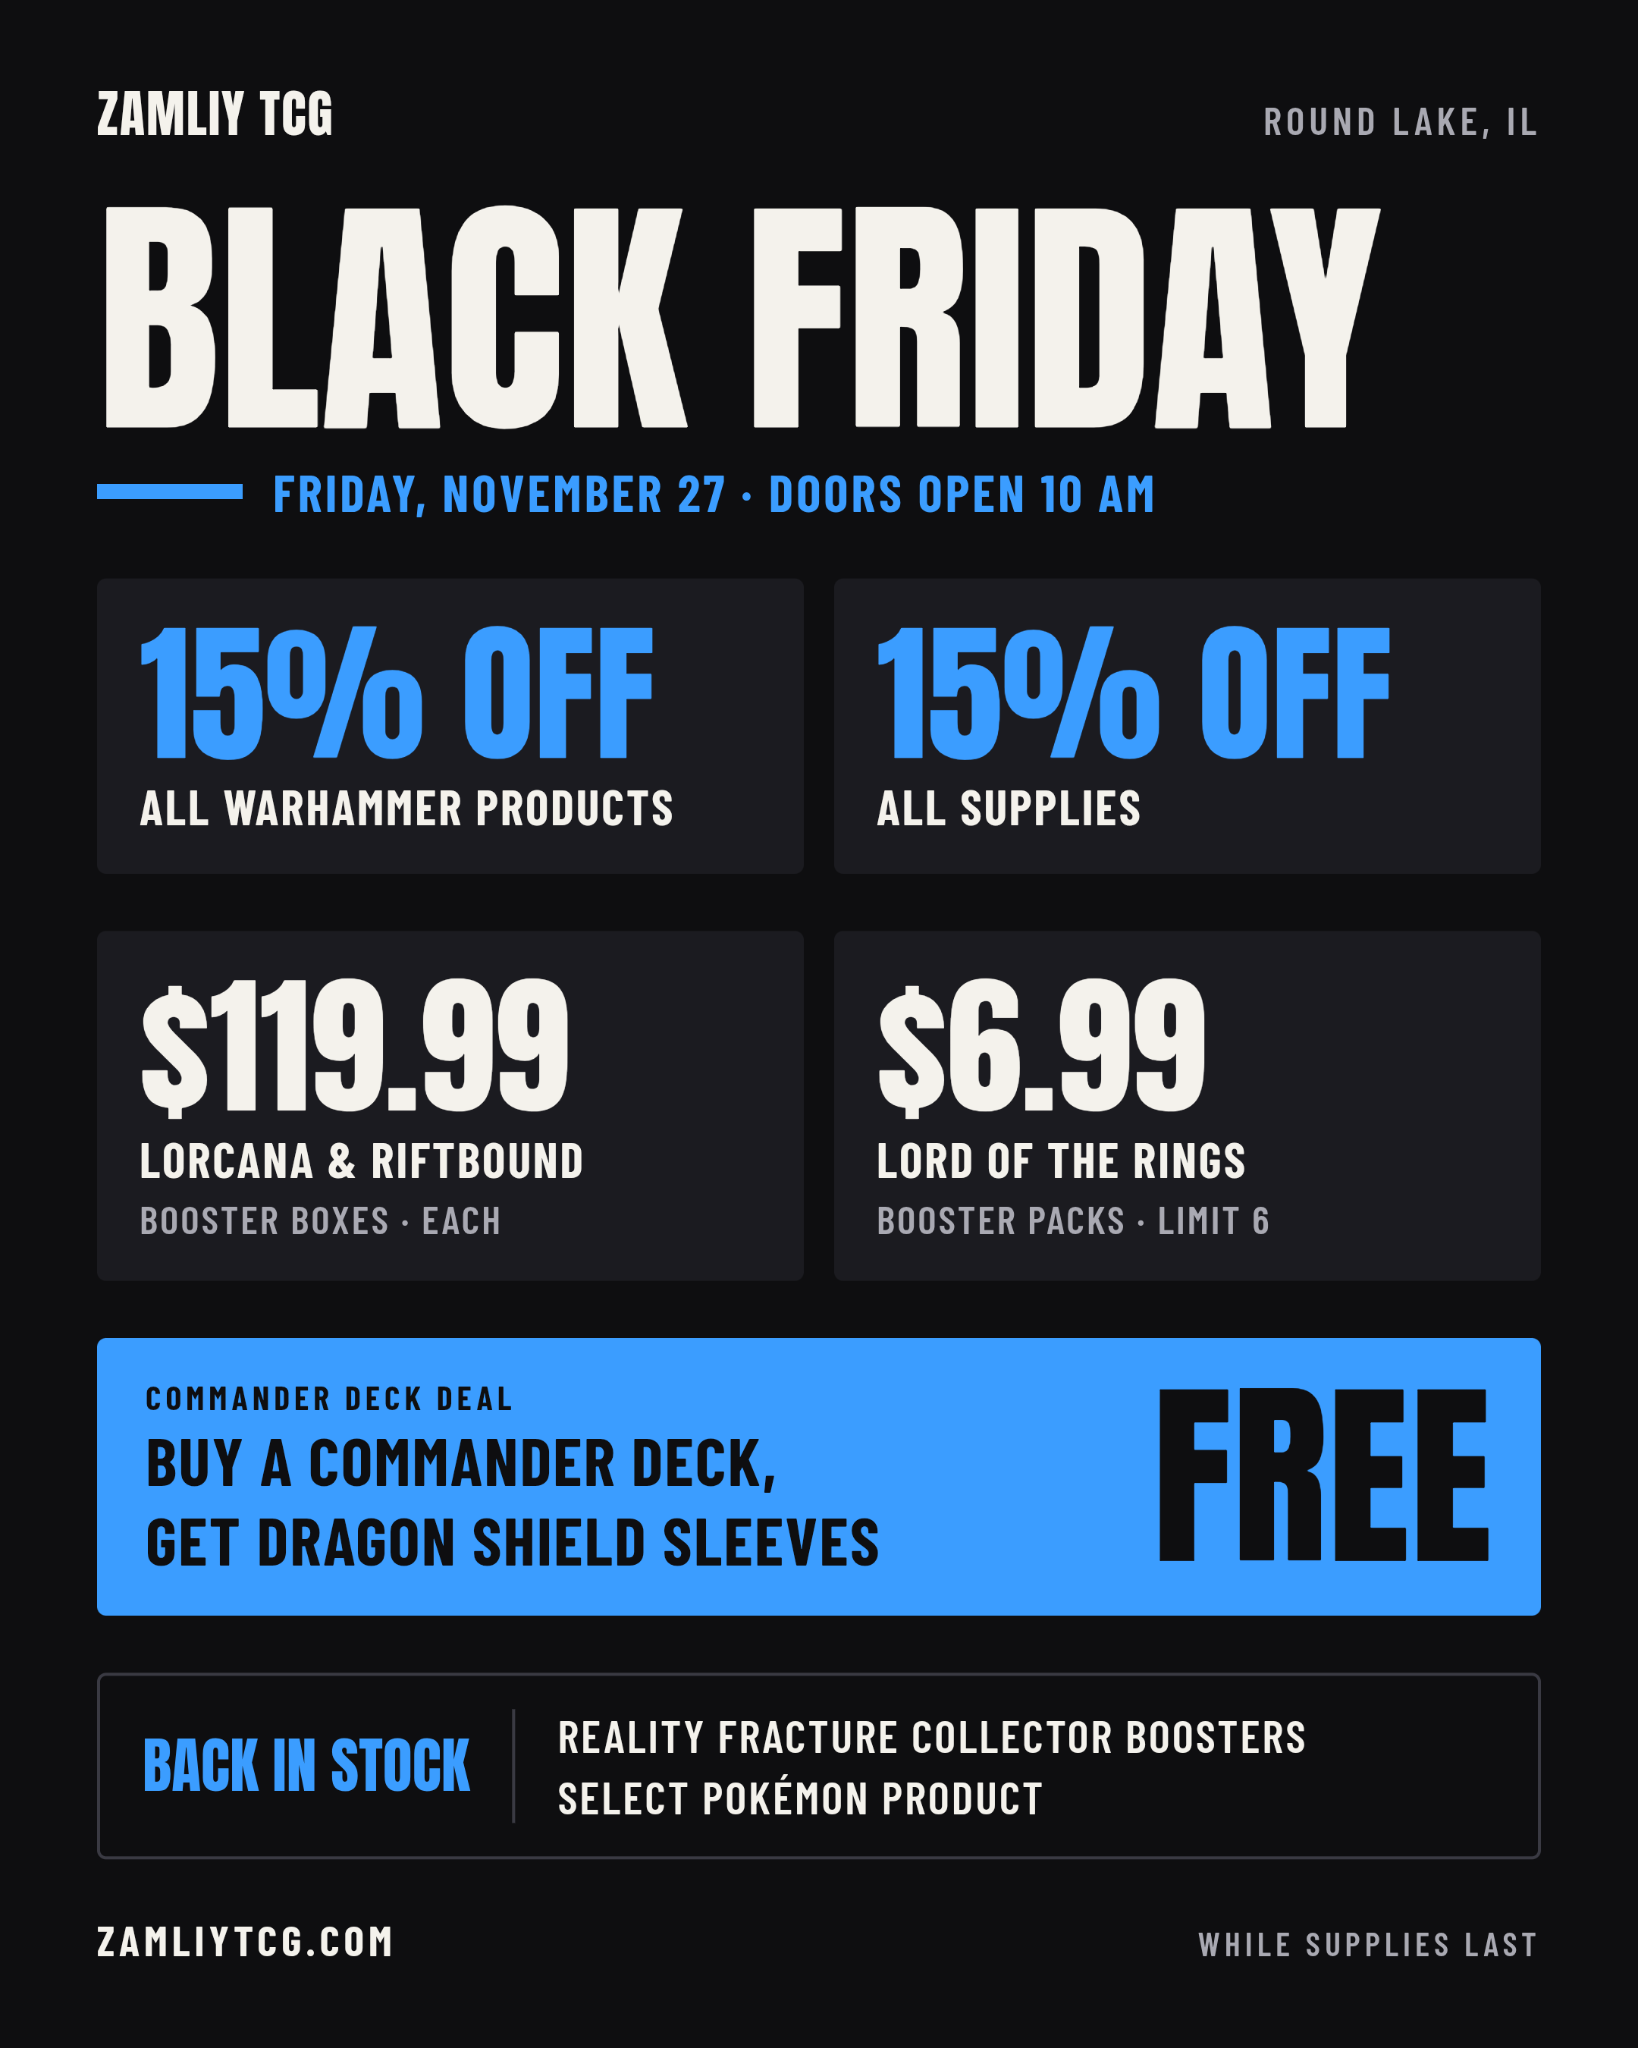 ZAMLIY TCG
ROUND LAKE, IL
BLACK FRIDAY
FRIDAY, NOVEMBER 27 · DOORS OPEN 10 AM
15% OFF
ALL WARHAMMER PRODUCTS
15% OFF
ALL SUPPLIES
$119.99
LORCANA & RIFTBOUND
BOOSTER BOXES · EACH
$6.99
LORD OF THE RINGS
BOOSTER PACKS · LIMIT 6
COMMANDER DECK DEAL
BUY A COMMANDER DECK,
GET DRAGON SHIELD SLEEVES
FREE
BACK IN STOCK
REALITY FRACTURE COLLECTOR BOOSTERS
SELECT POKÉMON PRODUCT
ZAMLIYTCG.COM
WHILE SUPPLIES LAST